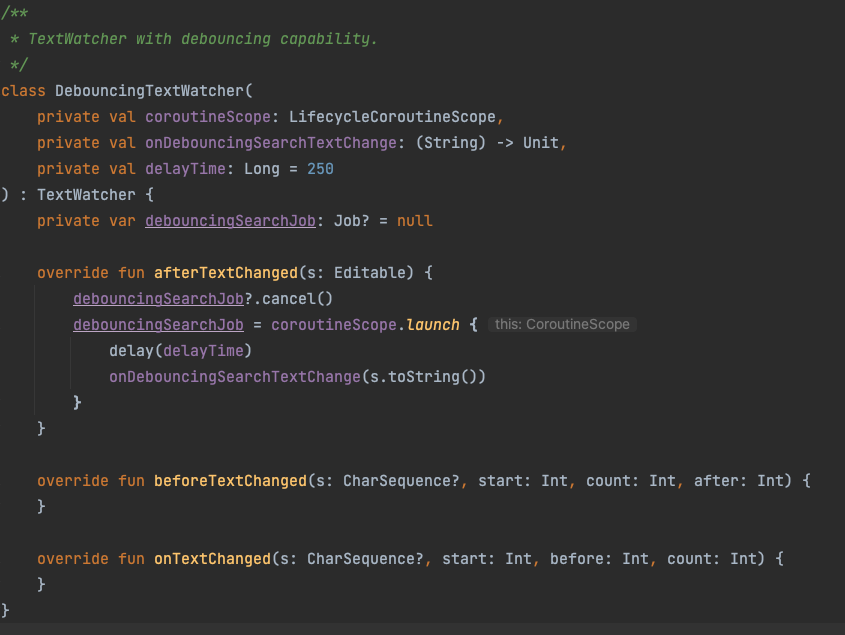 /**
 * TextWatcher with debouncing capability.
 */
class DebouncingTextWatcher(
    private val coroutineScope: LifecycleCoroutineScope,
    private val onDebouncingSearchTextChange: (String) -> Unit,
    private val delayTime: Long = 250
) : TextWatcher {
    private var debouncingSearchJob: Job? = null

    override fun afterTextChanged(s: Editable) {
        debouncingSearchJob?.cancel()
        debouncingSearchJob = coroutineScope.launch { this: CoroutineScope
            delay(delayTime)
            onDebouncingSearchTextChange(s.toString())
        }
    }

    override fun beforeTextChanged(s: CharSequence?, start: Int, count: Int, after: Int) {
    }

    override fun onTextChanged(s: CharSequence?, start: Int, before: Int, count: Int) {
    }
}